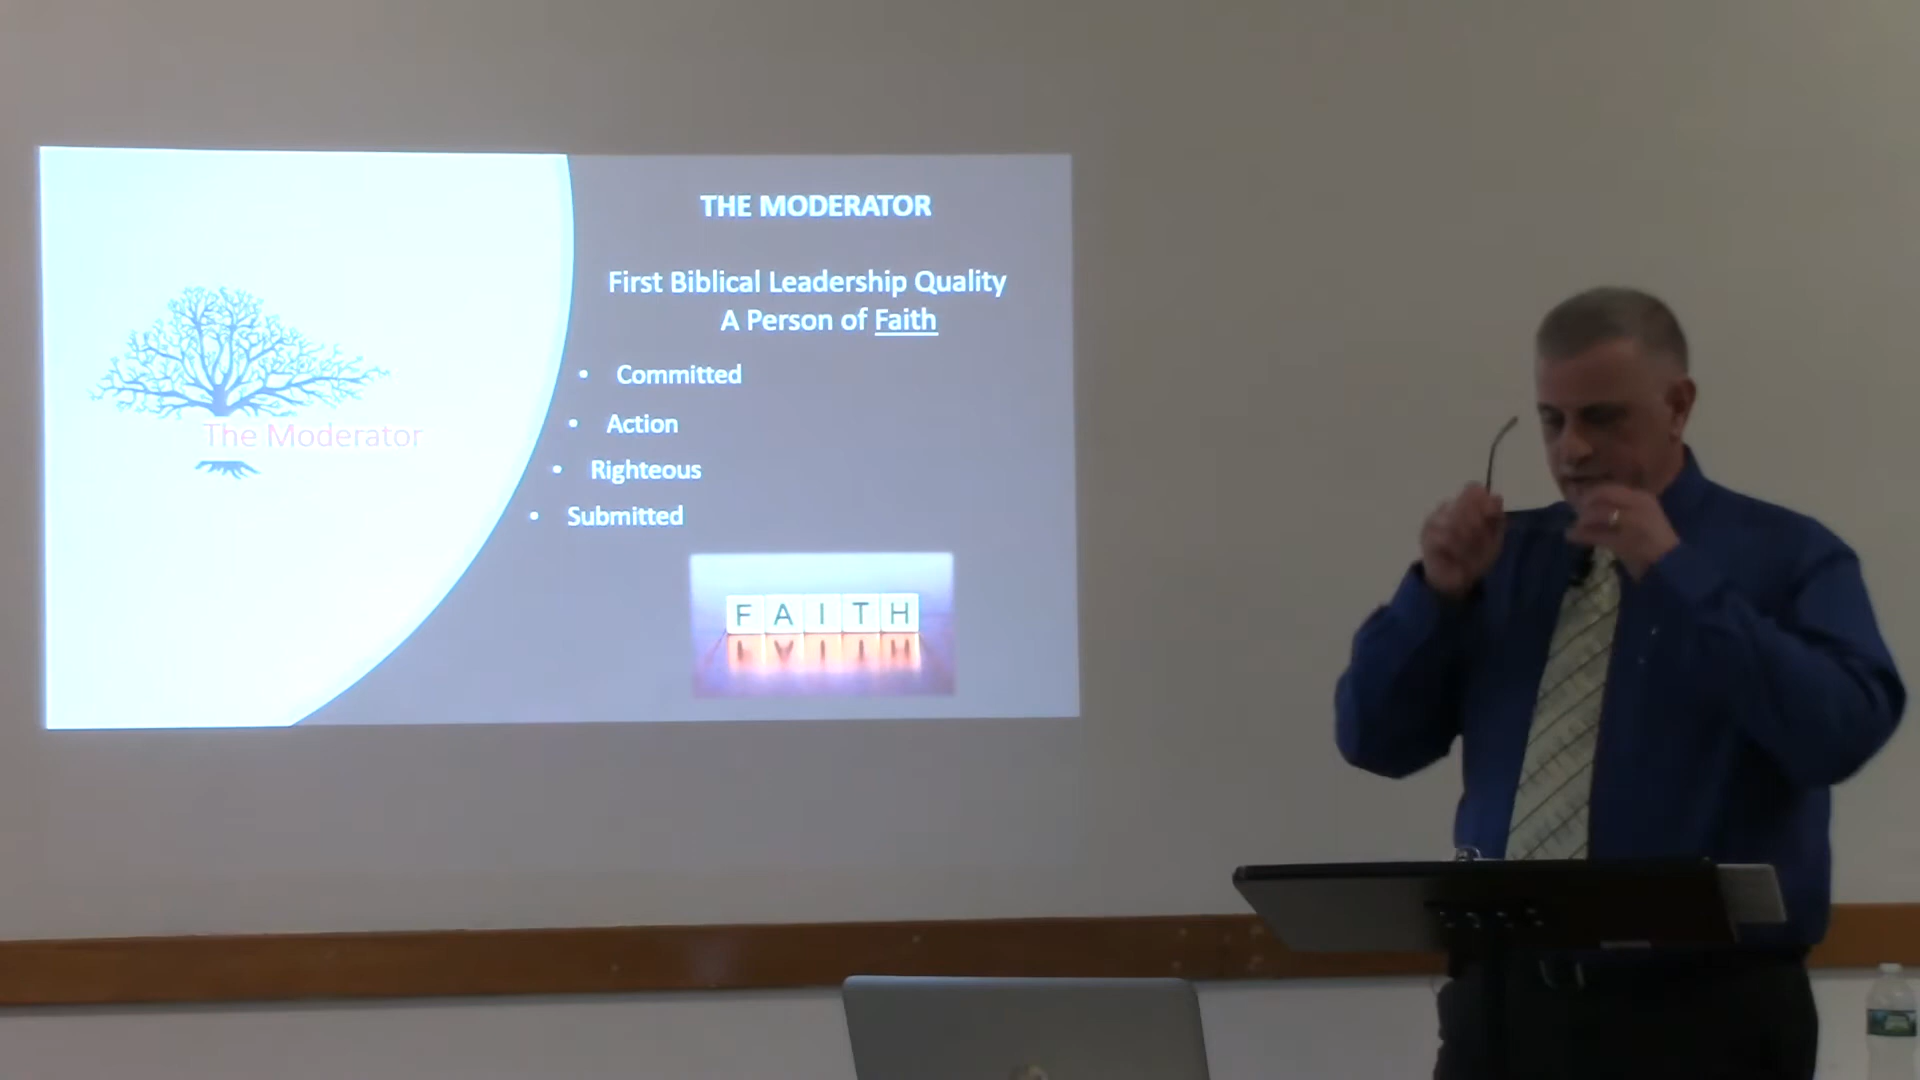 The Moderator
THE MODERATOR
First Biblical Leadership Quality
A Person of Faith
• Committed
• Action
• Righteous
• Submitted
FAITH